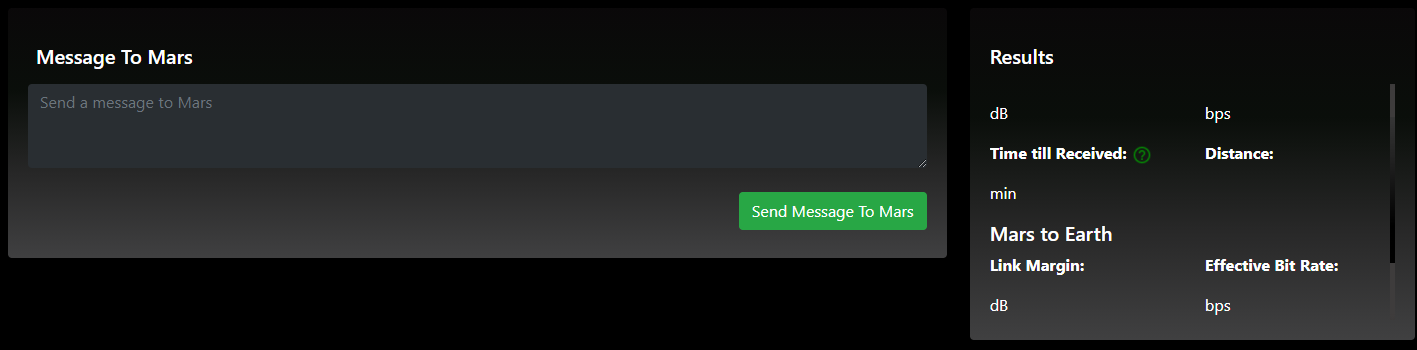 Message To Mars
Send a message to Mars
Send Message To Mars
Results
dB bps
Time till Received: Distance:
min
Mars to Earth
Link Margin: Effective Bit Rate:
dB bps